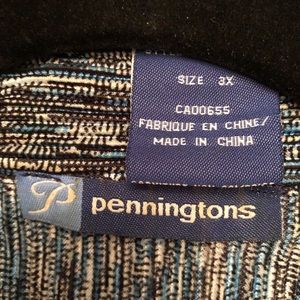 SIZE 3X
CA00655
FABRIQUE EN CHINE/
MADE IN CHINA
P
penningtons